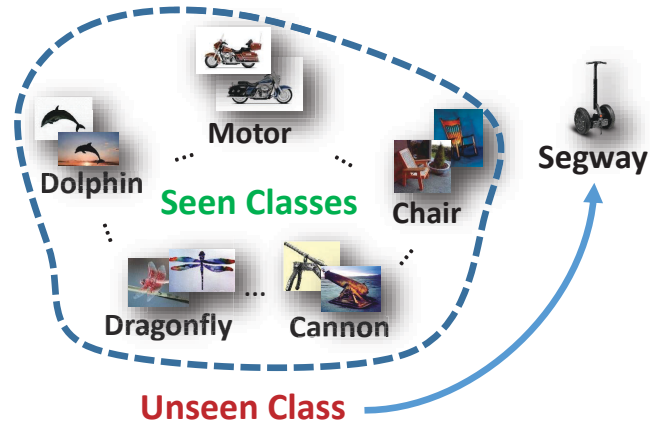 Motor
Segway
Dolphin
Seen Classes
Chair
Dragonfly
Cannon
Unseen Class